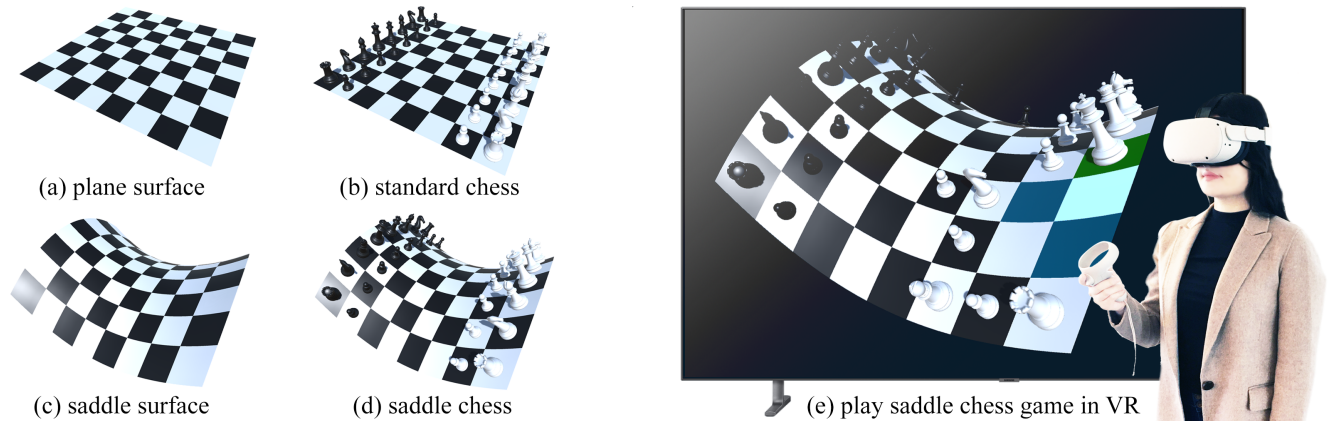 (a) plane surface
(b) standard chess
(c) saddle surface
(d) saddle chess
(e) play saddle chess game in VR